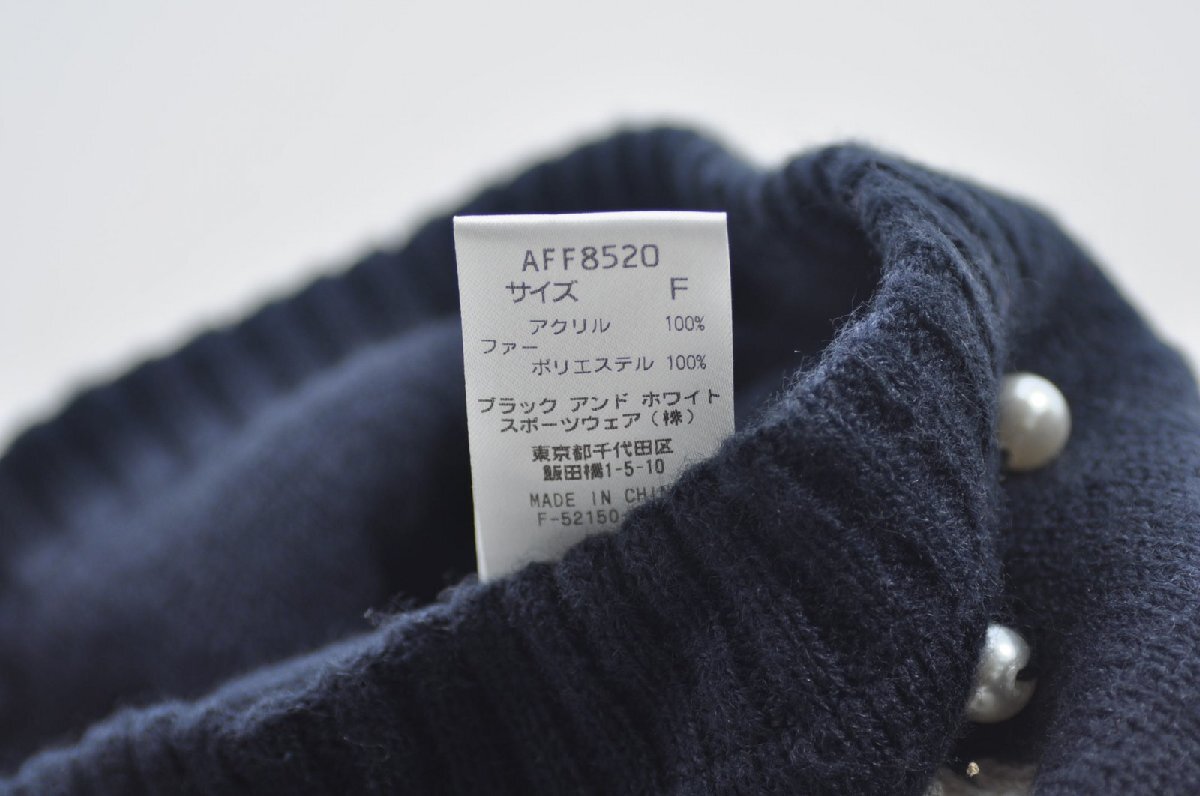 AFF8520
サイズ F
アクリル 100%
ファー
ポリエステル 100%
ブラック アンド ホワイト
スポーツウェア(株)
東京都千代田区
飯田橋1-5-10
MADE IN
F-52150